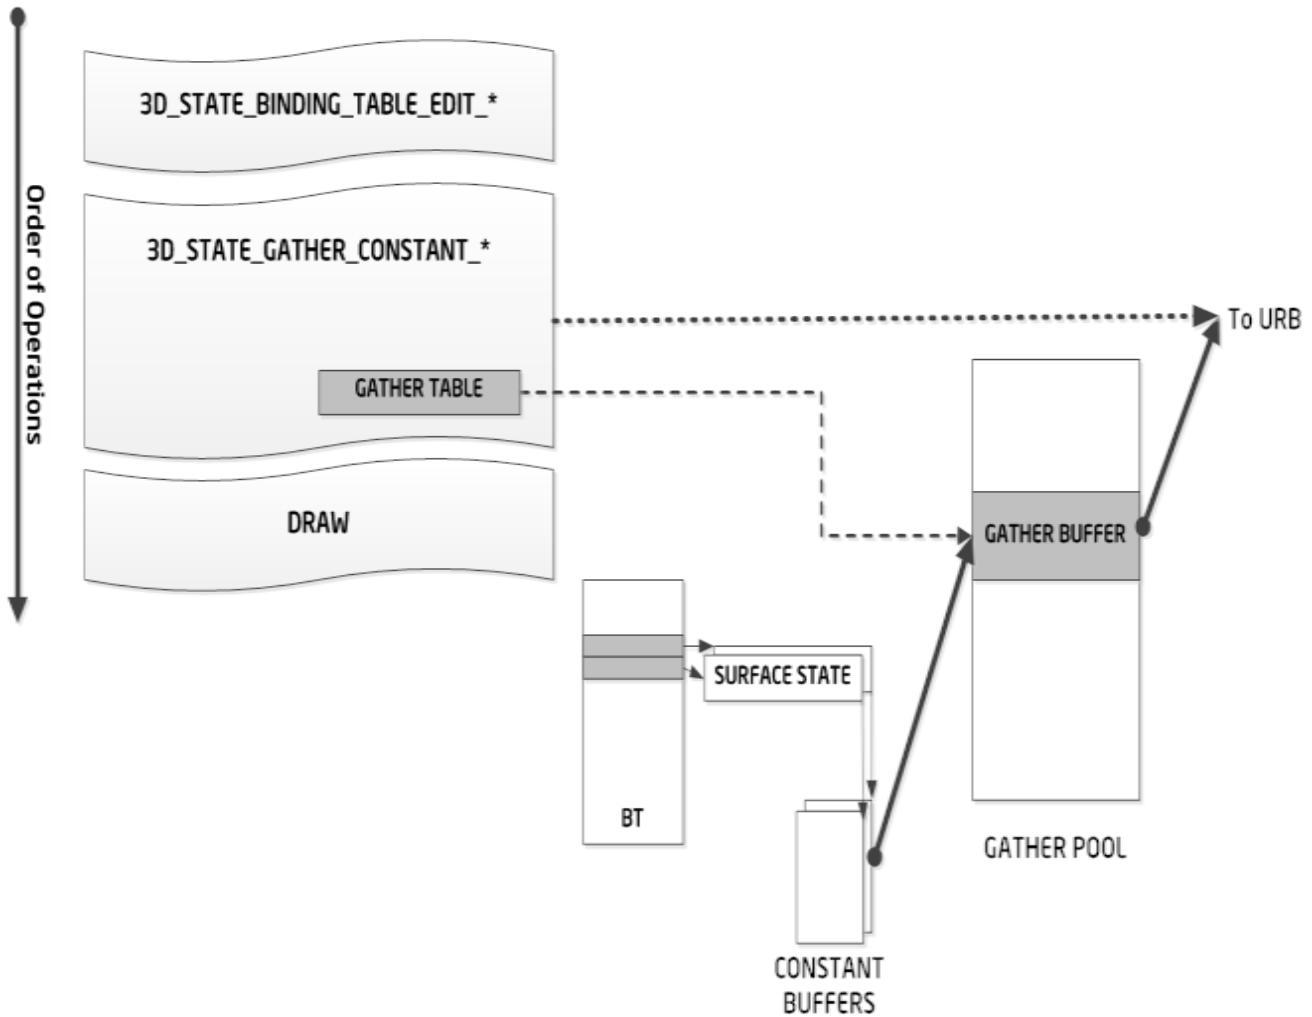 3D_STATE_BINDING_TABLE_EDIT_*
Order of Operations
3D_STATE_GATHER_CONSTANT_*
To URB
GATHER TABLE
DRAW
GATHER BUFFER
SURFACE STATE
BT
GATHER POOL
CONSTANT
BUFFERS